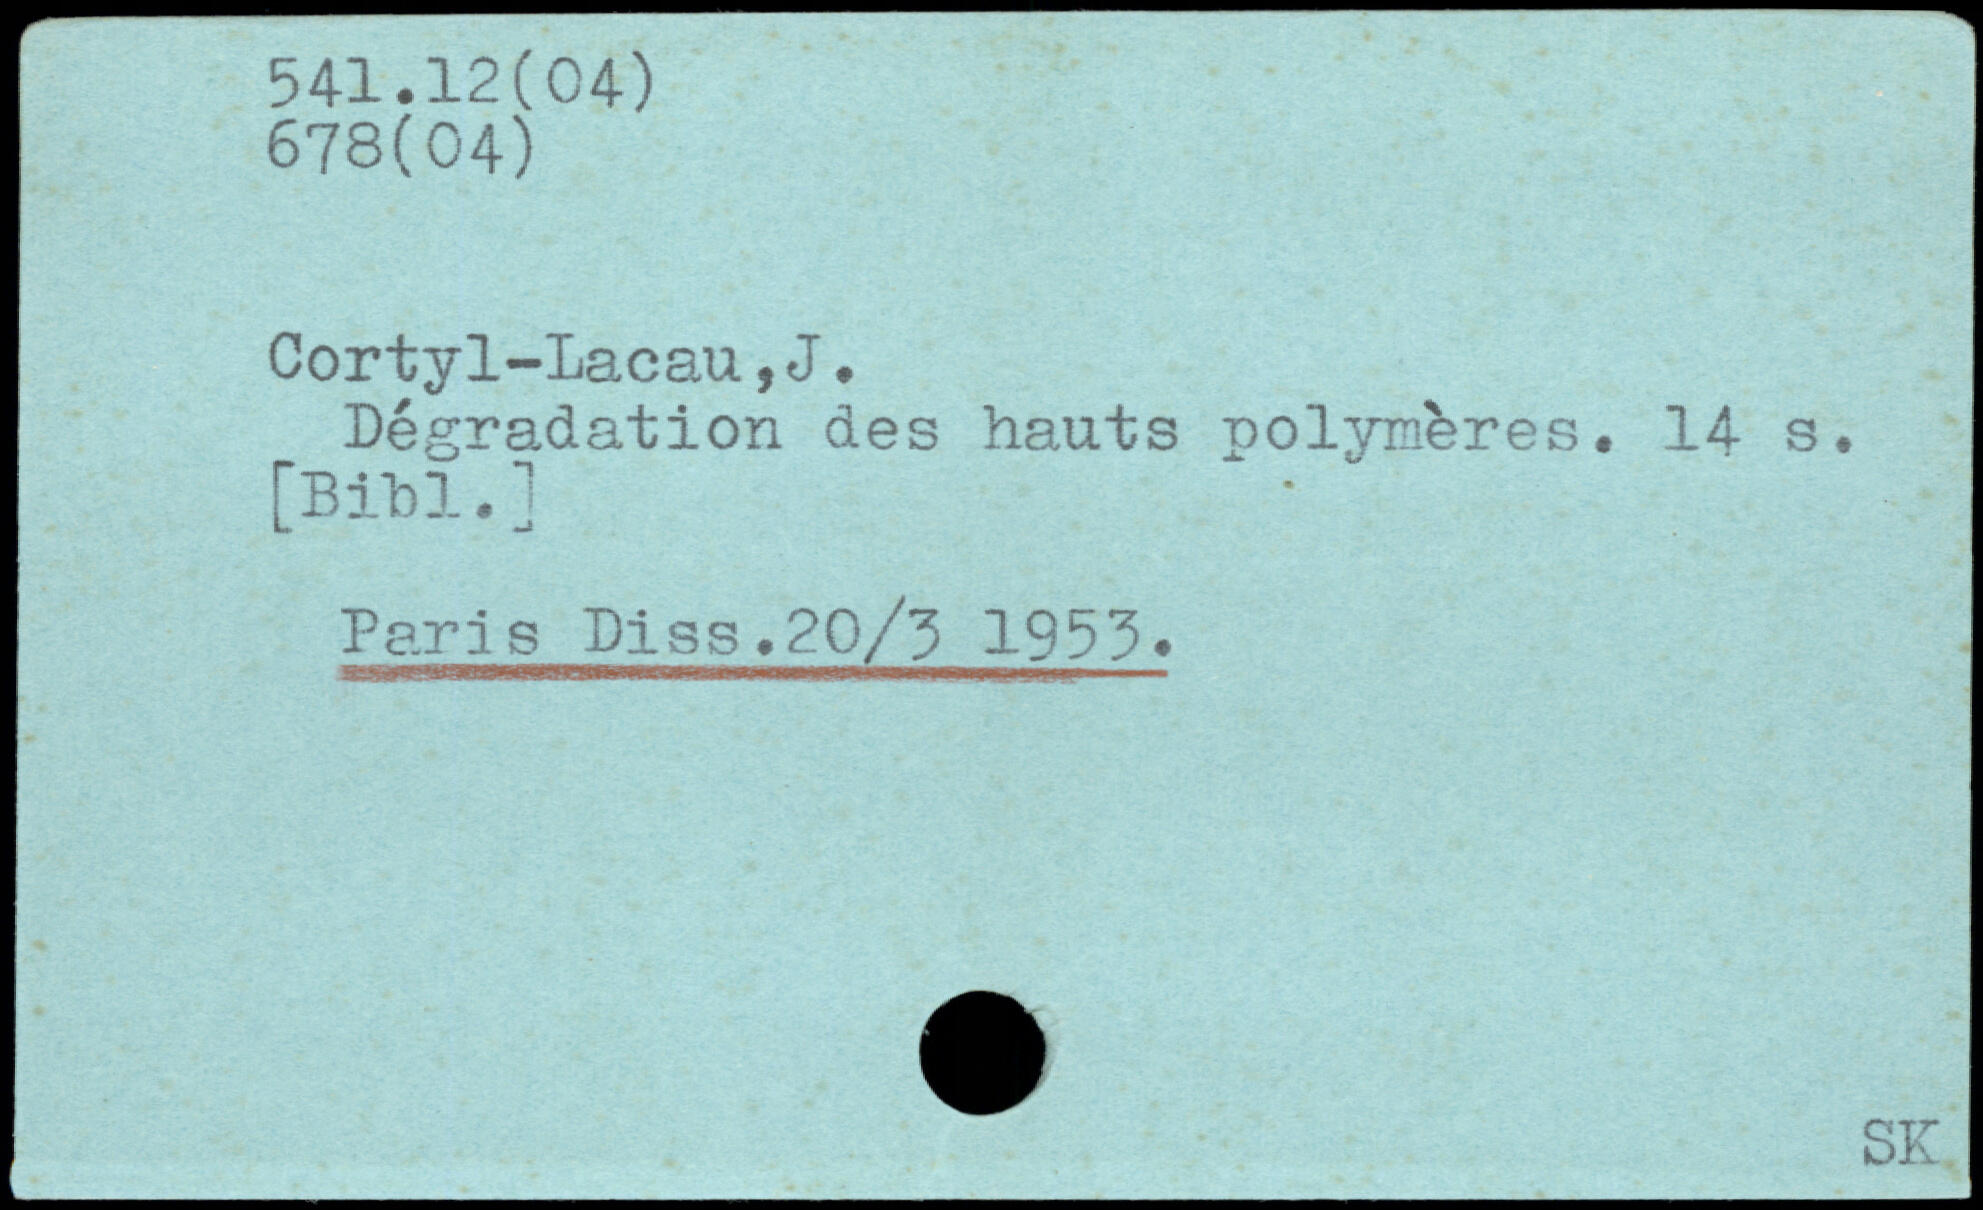 541.12(04)
678(04)
Cortyl-Lacau,J.
Dégradation des hauts polymères. 14 s.
[Bibl.]
Paris Diss.20/3 1953.
SK